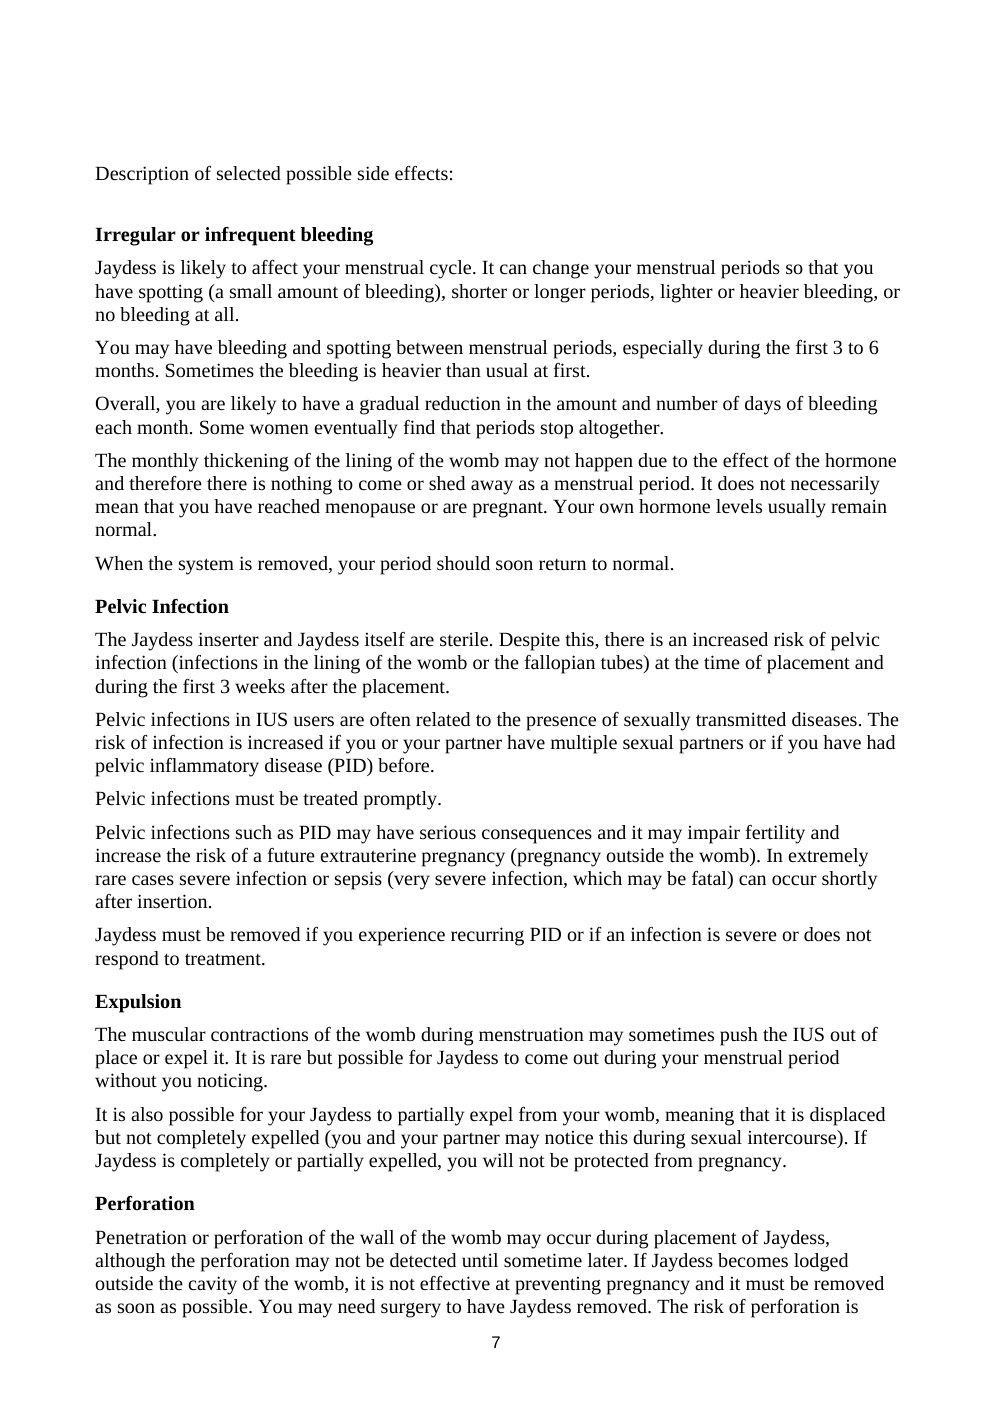 Description of selected possible side effects:
Irregular or infrequent bleeding
Jaydess is likely to affect your menstrual cycle. It can change your menstrual periods so that you
have spotting (a small amount of bleeding), shorter or longer periods, lighter or heavier bleeding, or
no bleeding at all.
You may have bleeding and spotting between menstrual periods, especially during the first 3 to 6
months. Sometimes the bleeding is heavier than usual at first.
Overall, you are likely to have a gradual reduction in the amount and number of days of bleeding
each month. Some women eventually find that periods stop altogether.
The monthly thickening of the lining of the womb may not happen due to the effect of the hormone
and therefore there is nothing to come or shed away as a menstrual period. It does not necessarily
mean that you have reached menopause or are pregnant. Your own hormone levels usually remain
normal.
When the system is removed, your period should soon return to normal.
Pelvic Infection
The Jaydess inserter and Jaydess itself are sterile. Despite this, there is an increased risk of pelvic
infection (infections in the lining of the womb or the fallopian tubes) at the time of placement and
during the first 3 weeks after the placement.
Pelvic infections in IUS users are often related to the presence of sexually transmitted diseases. The
risk of infection is increased if you or your partner have multiple sexual partners or if you have had
pelvic inflammatory disease (PID) before.
Pelvic infections must be treated promptly.
Pelvic infections such as PID may have serious consequences and it may impair fertility and
increase the risk of a future extrauterine pregnancy (pregnancy outside the womb). In extremely
rare cases severe infection or sepsis (very severe infection, which may be fatal) can occur shortly
after insertion.
Jaydess must be removed if you experience recurring PID or if an infection is severe or does not
respond to treatment.
Expulsion
The muscular contractions of the womb during menstruation may sometimes push the IUS out of
place or expel it. It is rare but possible for Jaydess to come out during your menstrual period
without you noticing.
It is also possible for your Jaydess to partially expel from your womb, meaning that it is displaced
but not completely expelled (you and your partner may notice this during sexual intercourse). If
Jaydess is completely or partially expelled, you will not be protected from pregnancy.
Perforation
Penetration or perforation of the wall of the womb may occur during placement of Jaydess,
although the perforation may not be detected until sometime later. If Jaydess becomes lodged
outside the cavity of the womb, it is not effective at preventing pregnancy and it must be removed
as soon as possible. You may need surgery to have Jaydess removed. The risk of perforation is
7